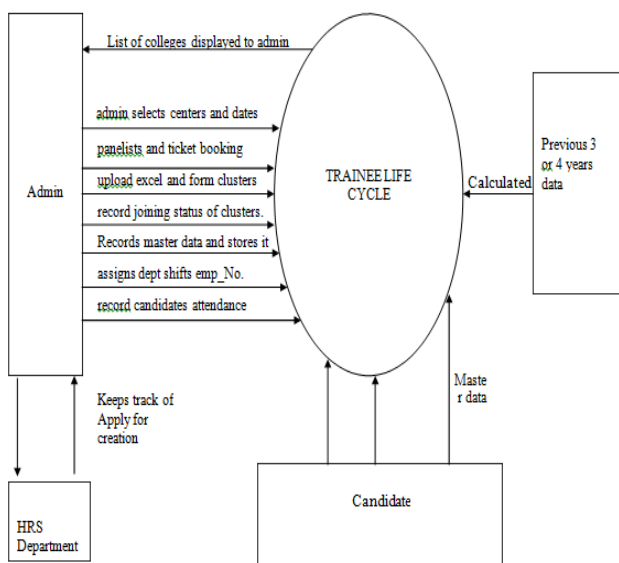 List of colleges displayed to admin
admin selects centers and dates
panelists and ticket booking
upload excel and form clusters
record joining status of clusters.
Records master data and stores it
assigns dept shifts emp_No.
record candidates attendance
Admin
TRAINEE LIFE
CYCLE
Calculated
Previous 3
or 4 years
data
Keeps track of
Apply for
creation
Maste
r data
HRS
Department
Candidate